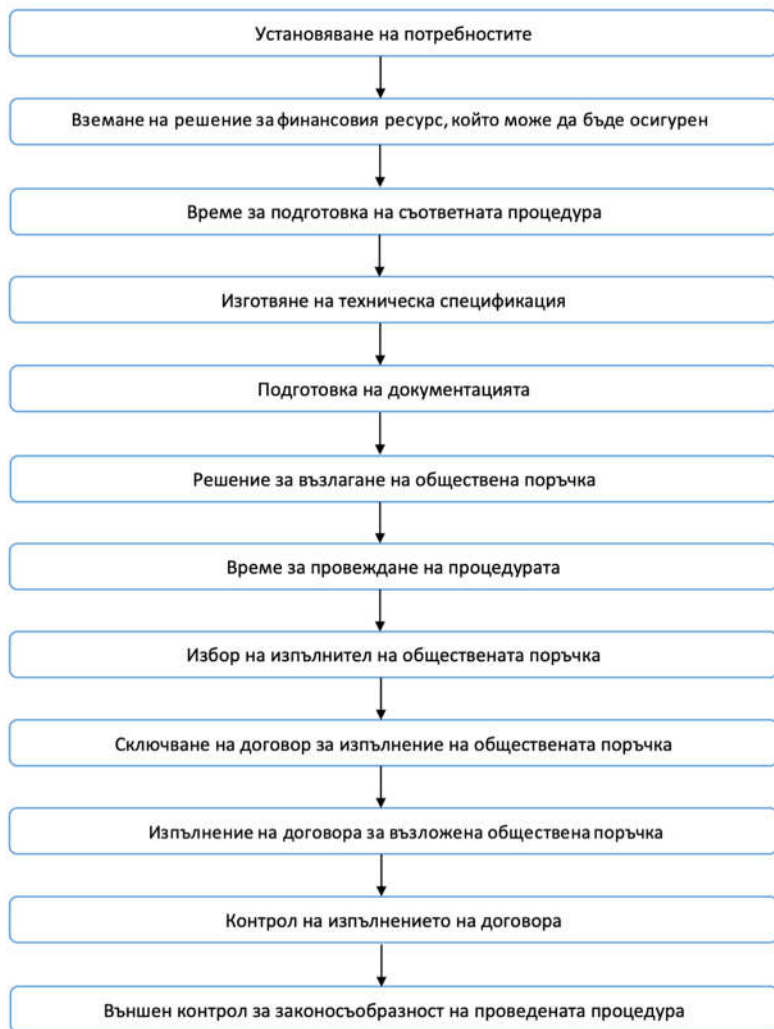 Установяване на потребностите
Вземане на решение за финансовия ресурс, който може да бъде осигурен
Време за подготовка на съответната процедура
Изготвяне на техническа спецификация
Подготовка на документацията
Решение за възлагане на обществена поръчка
Време за провеждане на процедурата
Избор на изпълнител на обществената поръчка
Сключване на договор за изпълнение на обществената поръчка
Изпълнение на договора за възложена обществена поръчка
Контрол на изпълнението на договора
Външен контрол за законосъобразност на проведената процедура